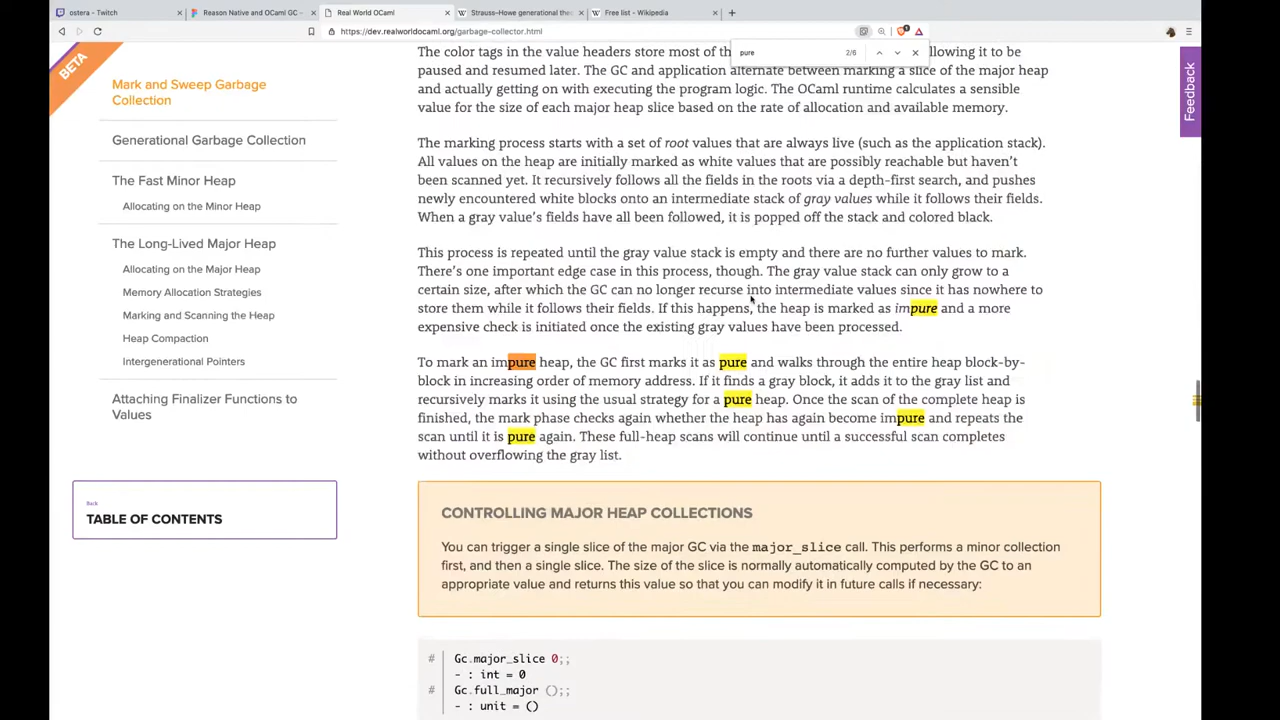 ostera - Twitch
Reason Native and OCaml GC -
Real World OCaml
Strauss–Howe generational the
Free list - Wikipedia
https://dev.realworldocaml.org/garbage-collector.html
pure
2/6
BETA
Feedback
Mark and Sweep Garbage
Collection
Generational Garbage Collection
The Fast Minor Heap
Allocating on the Minor Heap
The Long-Lived Major Heap
Allocating on the Major Heap
Memory Allocation Strategies
Marking and Scanning the Heap
Heap Compaction
Intergenerational Pointers
Attaching Finalizer Functions to
Values
Back
TABLE OF CONTENTS
The color tags in the value headers store most of the llowing it to be
paused and resumed later. The GC and application alternate between marking a slice of the major heap
and actually getting on with executing the program logic. The OCaml runtime calculates a sensible
value for the size of each major heap slice based on the rate of allocation and available memory.
The marking process starts with a set of root values that are always live (such as the application stack).
All values on the heap are initially marked as white values that are possibly reachable but haven't
been scanned yet. It recursively follows all the fields in the roots via a depth-first search, and pushes
newly encountered white blocks onto an intermediate stack of gray values while it follows their fields.
When a gray value's fields have all been followed, it is popped off the stack and colored black.
This process is repeated until the gray value stack is empty and there are no further values to mark.
There's one important edge case in this process, though. The gray value stack can only grow to a
certain size, after which the GC can no longer recurse into intermediate values since it has nowhere to
store them while it follows their fields. If this happens, the heap is marked as impure and a more
expensive check is initiated once the existing gray values have been processed.
To mark an impure heap, the GC first marks it as pure and walks through the entire heap block-by-
block in increasing order of memory address. If it finds a gray block, it adds it to the gray list and
recursively marks it using the usual strategy for a pure heap. Once the scan of the complete heap is
finished, the mark phase checks again whether the heap has again become impure and repeats the
scan until it is pure again. These full-heap scans will continue until a successful scan completes
without overflowing the gray list.
CONTROLLING MAJOR HEAP COLLECTIONS
You can trigger a single slice of the major GC via the major_slice call. This performs a minor collection
first, and then a single slice. The size of the slice is normally automatically computed by the GC to an
appropriate value and returns this value so that you can modify it in future calls if necessary:
# Gc.major_slice 0;;
- : int = 0
# Gc.full_major ();;
- : unit = ()